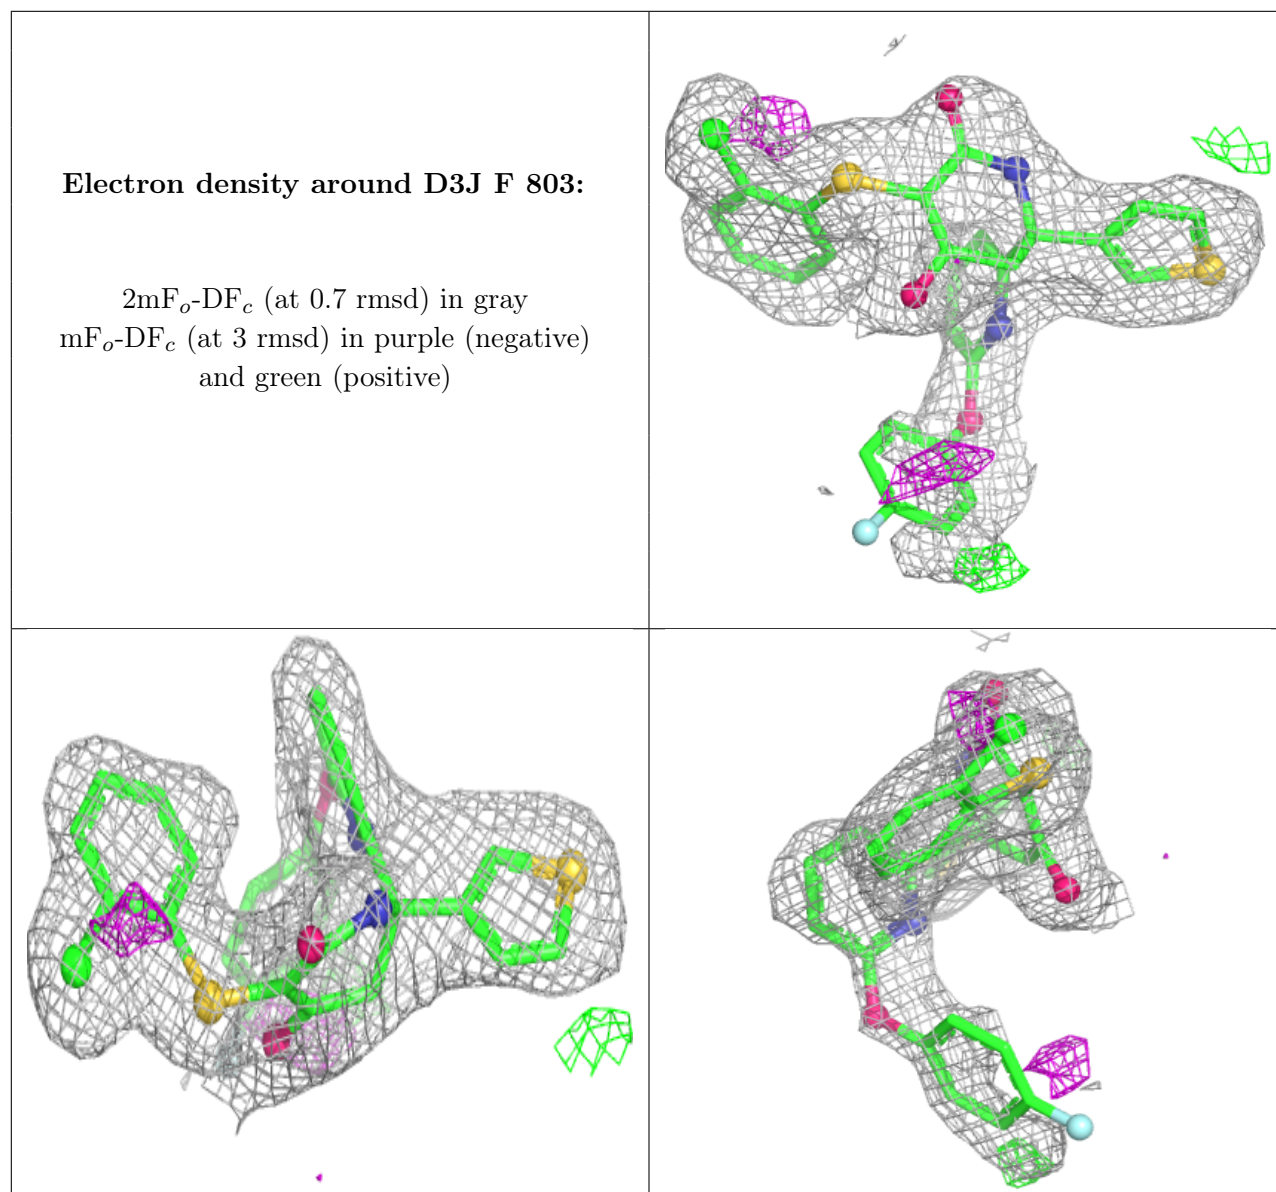 Electron density around D3J F 803:
2mFo-DFc (at 0.7 rmsd) in gray
mFo-DFc (at 3 rmsd) in purple (negative)
and green (positive)